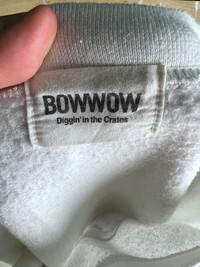 BOWWOW
Diggin' in the Crates